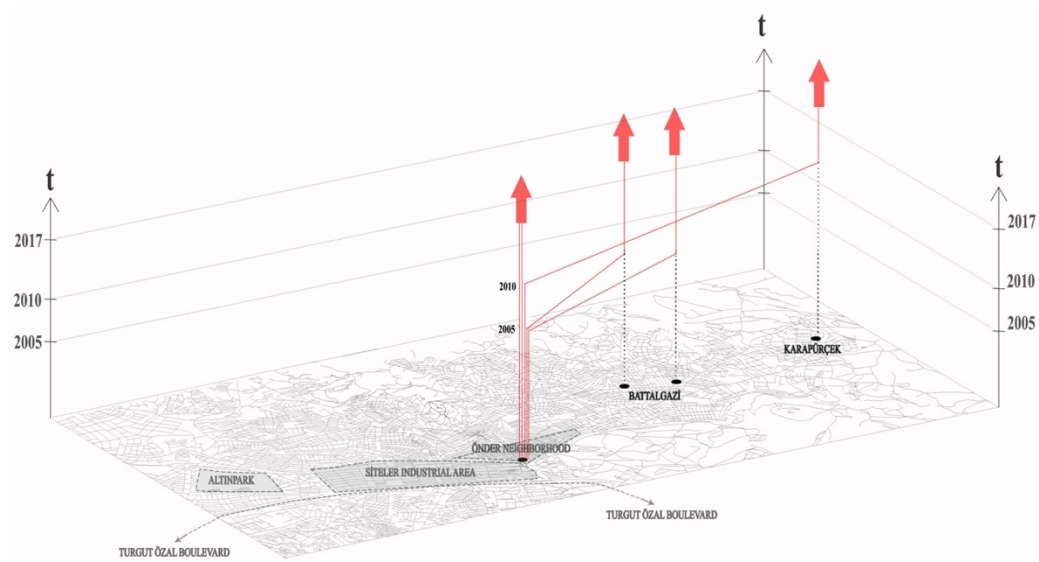 t
t
t
2017
2010
2005
2017
2010
2005
2010
2005
KARAPÜRÇEK
BATTALGAZİ
ÖNDER NEIGHBORHOOD
SİTELER INDUSTRIAL AREA
ALTINPARK
TURGUT ÖZAL BOULEVARD
TURGUT ÖZAL BOULEVARD